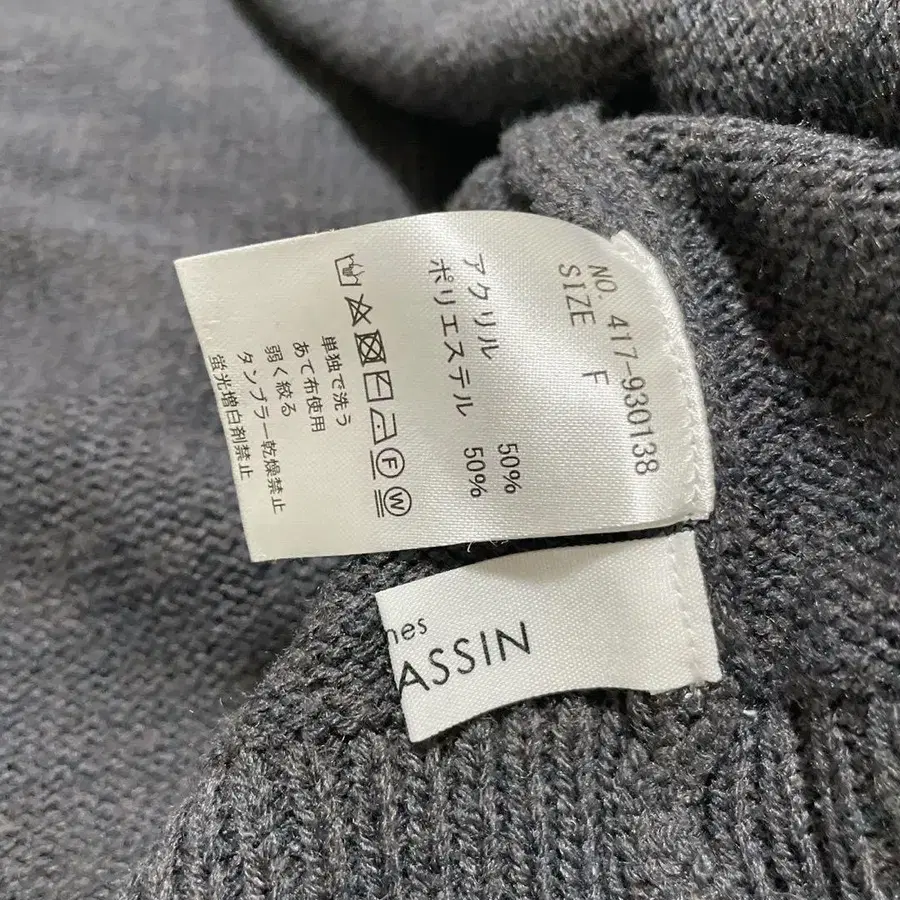 NO. 417-930138
SIZE F
アクリル 50%
ポリエステル 50%
F W
単独で洗う
あて布使用
弱く絞る
タンブラー乾燥禁止
蛍光増白剤禁止
nes
ASSIN